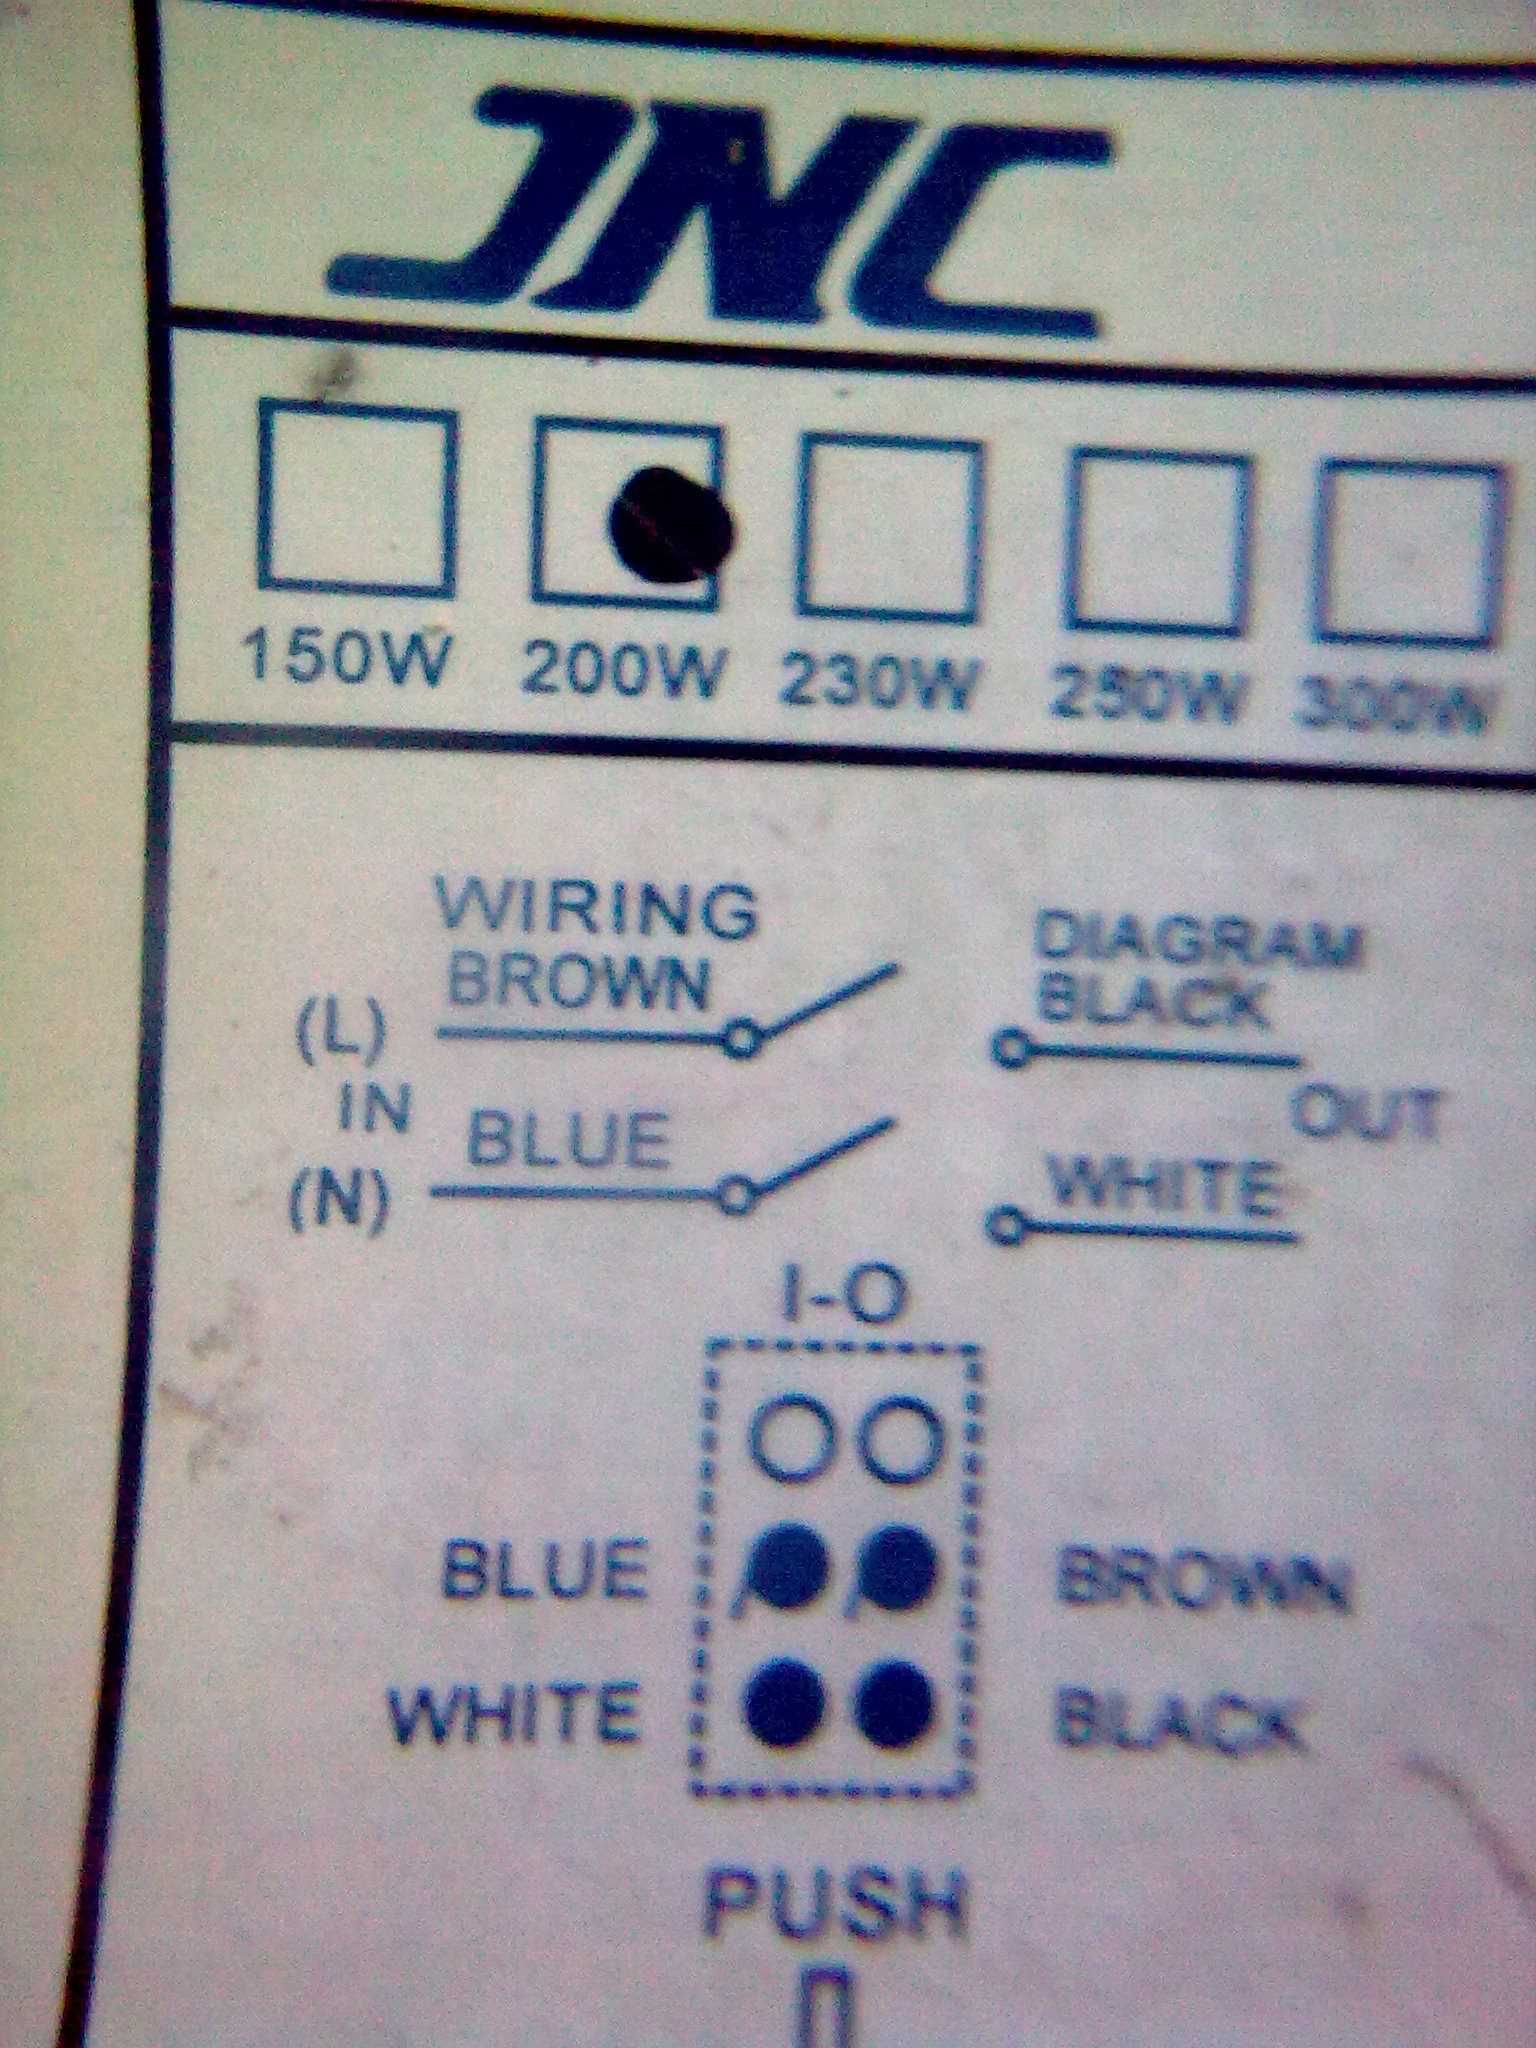 JNC
150W 200W 230W 250W 300W
WIRING DIAGRAM
BROWN BLACK
(L)
IN OUT
BLUE WHITE
(N)
I-O
BLUE BROWN
WHITE BLACK
PUSH